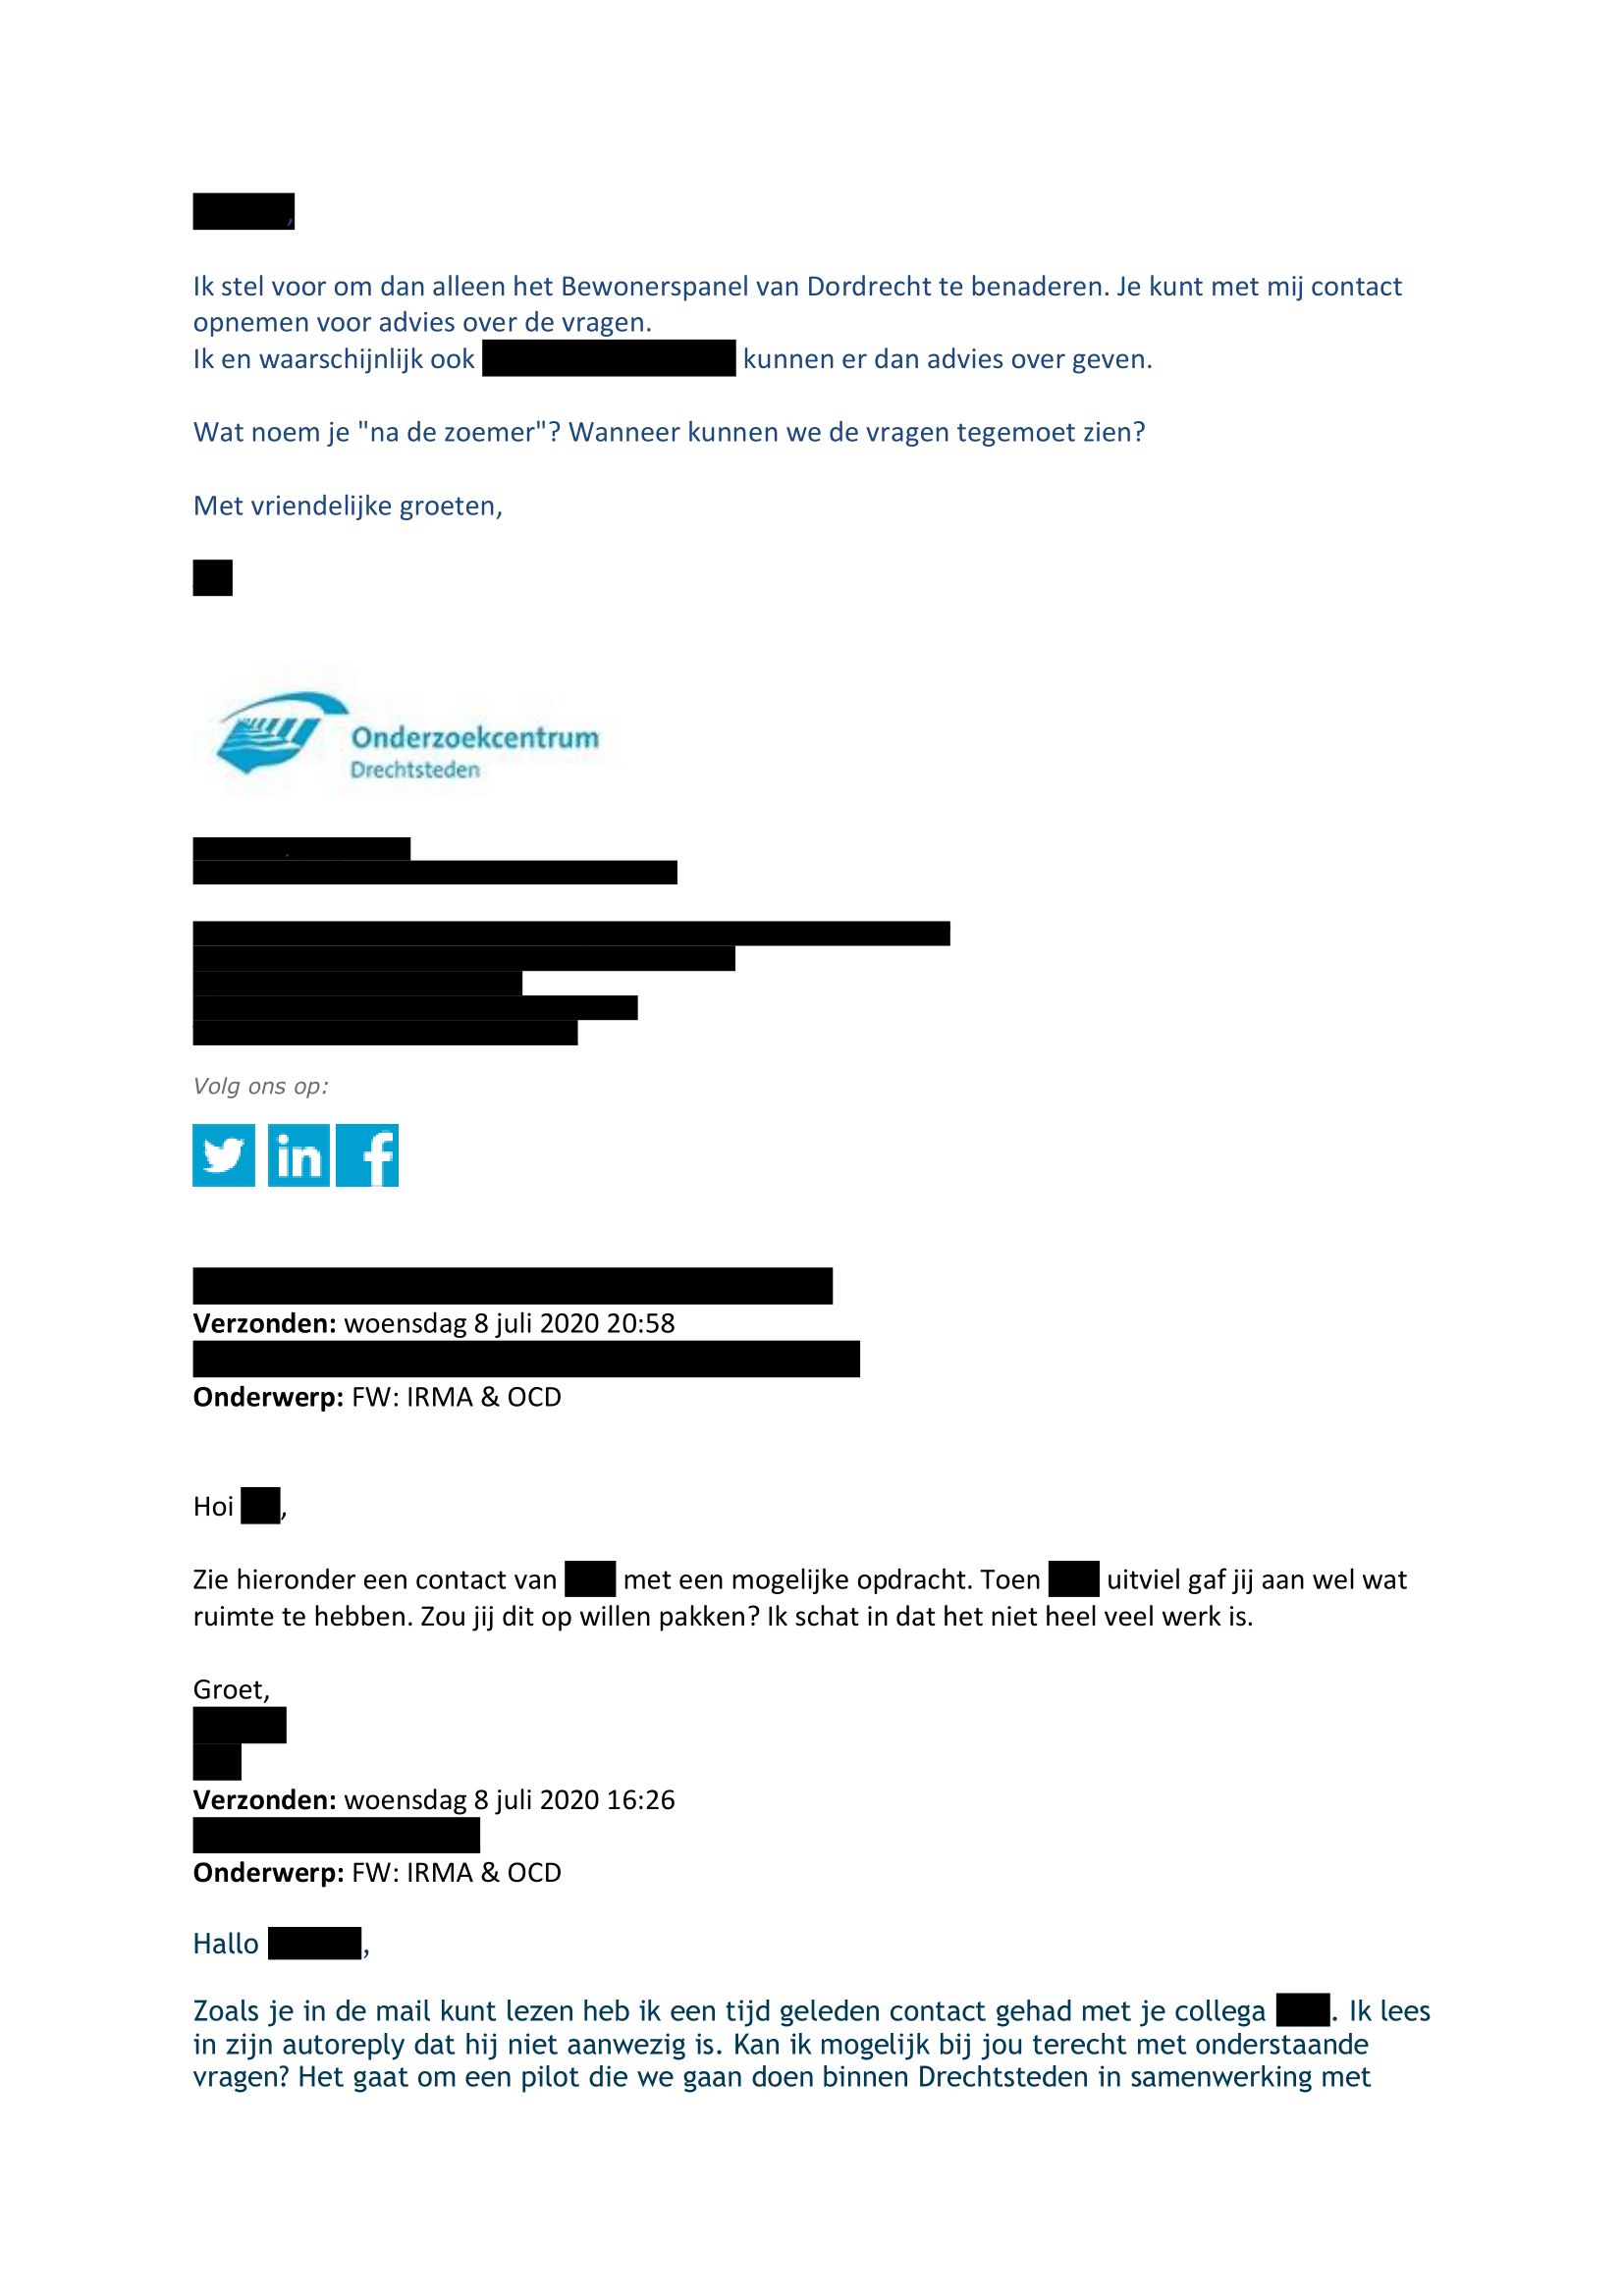 ,
Ik stel voor om dan alleen het Bewonerspanel van Dordrecht te benaderen. Je kunt met mij contact
opnemen voor advies over de vragen.
Ik en waarschijnlijk ook kunnen er dan advies over geven.
Wat noem je "na de zoemer"? Wanneer kunnen we de vragen tegemoet zien?
Met vriendelijke groeten,
Onderzoekcentrum
Drechtsteden
Volg ons op:
in f
Verzonden: woensdag 8 juli 2020 20:58
Onderwerp: FW: IRMA & OCD
Hoi ,
Zie hieronder een contact van met een mogelijke opdracht. Toen uitviel gaf jij aan wel wat
ruimte te hebben. Zou jij dit op willen pakken? Ik schat in dat het niet heel veel werk is.
Groet,
Verzonden: woensdag 8 juli 2020 16:26
Onderwerp: FW: IRMA & OCD
Hallo ,
Zoals je in de mail kunt lezen heb ik een tijd geleden contact gehad met je collega . Ik lees
in zijn autoreply dat hij niet aanwezig is. Kan ik mogelijk bij jou terecht met onderstaande
vragen? Het gaat om een pilot die we gaan doen binnen Drechtsteden in samenwerking met